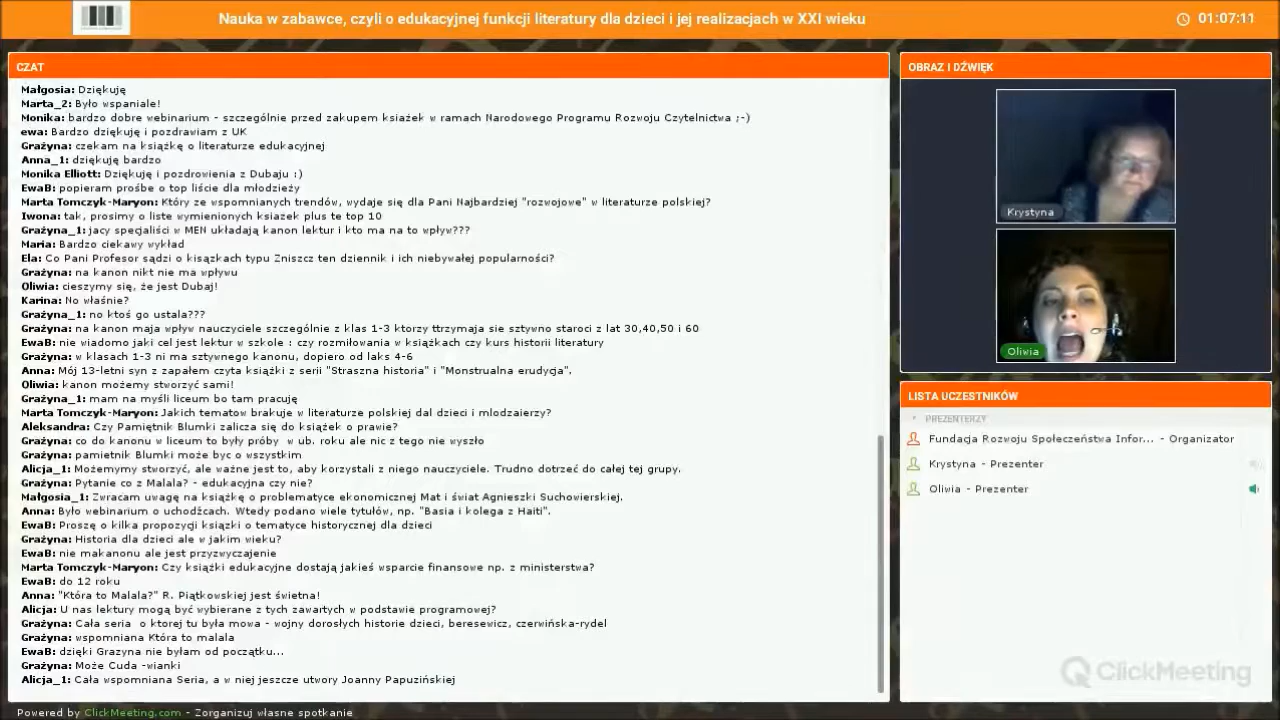 Nauka w zabawce, czyli o edukacyjnej funkcji literatury dla dzieci i jej realizacjach w XXI wieku
01:07:11
CZAT
Małgosia: Dziękuję
Marta_2: Było wspaniale!
Monika: bardzo dobre webinarium - szczególnie przed zakupem ksiażek w ramach Narodowego Programu Rozwoju Czytelnictwa ;-)
ewa: Bardzo dziękuję i pozdrawiam z UK
Grażyna: czekam na książkę o literaturze edukacyjnej
Anna_1: dziękuję bardzo
Monika Elliott: Dziękuję i pozdrowienia z Dubaju :)
EwaB: popieram prośbe o top liście dla młodzieży
Marta Tomczyk-Maryon: Który ze wspomnianych trendów, wydaje się dla Pani Najbardziej "rozwojowe" w literaturze polskiej?
Iwona: tak, prosimy o liste wymienionych ksiazek plus te top 10
Grażyna_1: jacy specjaliści w MEN układają kanon lektur i kto ma na to wpływ???
Maria: Bardzo ciekawy wykład
Ela: Co Pani Profesor sądzi o kisązkach typu Zniszcz ten dziennik i ich niebywałej popularności?
Grażyna: na kanon nikt nie ma wpływu
Oliwia: cieszymy się, że jest Dubaj!
Karina: No właśnie?
Grażyna_1: no ktoś go ustala???
Grażyna: na kanon maja wpływ nauczyciele szczególnie z klas 1-3 ktorzy ttrzymaja sie sztywno staroci z lat 30,40,50 i 60
EwaB: nie wiadomo jaki cel jest lektur w szkole : czy rozmiłowania w książkach czy kurs historii literatury
Grażyna: w klasach 1-3 ni ma sztywnego kanonu, dopiero od laks 4-6
Anna: Mój 13-letni syn z zapałem czyta książki z serii "Straszna historia" i "Monstrualna erudycja".
Oliwia: kanon możemy stworzyć sami!
Grażyna_1: mam na myśli liceum bo tam pracuję
Marta Tomczyk-Maryon: Jakich tematow brakuje w literaturze polskiej dal dzieci i mlodzaierzy?
Aleksandra: Czy Pamiętnik Blumki zalicza się do książek o prawie?
Grażyna: co do kanonu w liceum to były próby w ub. roku ale nic z tego nie wyszło
Grażyna: pamietnik Blumki może byc o wszystkim
Alicja_1: Możemymy stworzyć, ale ważne jest to, aby korzystali z niego nauczyciele. Trudno dotrzeć do całej tej grupy.
Grażyna: Pytanie co z Malala? - edukacyjna czy nie?
Małgosia_1: Zwracam uwagę na książkę o problematyce ekonomicznej Mat i świat Agnieszki Suchowierskiej.
Anna: Było webinarium o uchodźcach. Wtedy podano wiele tytułów, np. "Basia i kolega z Haiti".
EwaB: Proszę o kilka propozycji książki o tematyce historycznej dla dzieci
Grażyna: Historia dla dzieci ale w jakim wieku?
EwaB: nie makanonu ale jest przyzwyczajenie
Marta Tomczyk-Maryon: Czy książki edukacyjne dostają jakieś wsparcie finansowe np. z ministerstwa?
EwaB: do 12 roku
Anna: "Która to Malala?" R. Piątkowskiej jest świetna!
Alicja: U nas lektury mogą być wybierane z tych zawartych w podstawie programowej?
Grażyna: Cała seria o ktorej tu była mowa - wojny dorosłych historie dzieci, beresewicz, czerwińska-rydel
Grażyna: wspomniana Która to malala
EwaB: dzięki Grazyna nie byłam od początku...
Grażyna: Może Cuda -wianki
Alicja_1: Cała wspomniana Seria, a w niej jeszcze utwory Joanny Papuzińskiej
Powered by ClickMeeting.com - Zorganizuj własne spotkanie
OBRAZ I DŹWIĘK
Krystyna
Oliwia
LISTA UCZESTNIKÓW
PREZENTERZY
Fundacja Rozwoju Społeczeństwa Infor... - Organizator
Krystyna - Prezenter
Oliwia - Prezenter
ClickMeeting